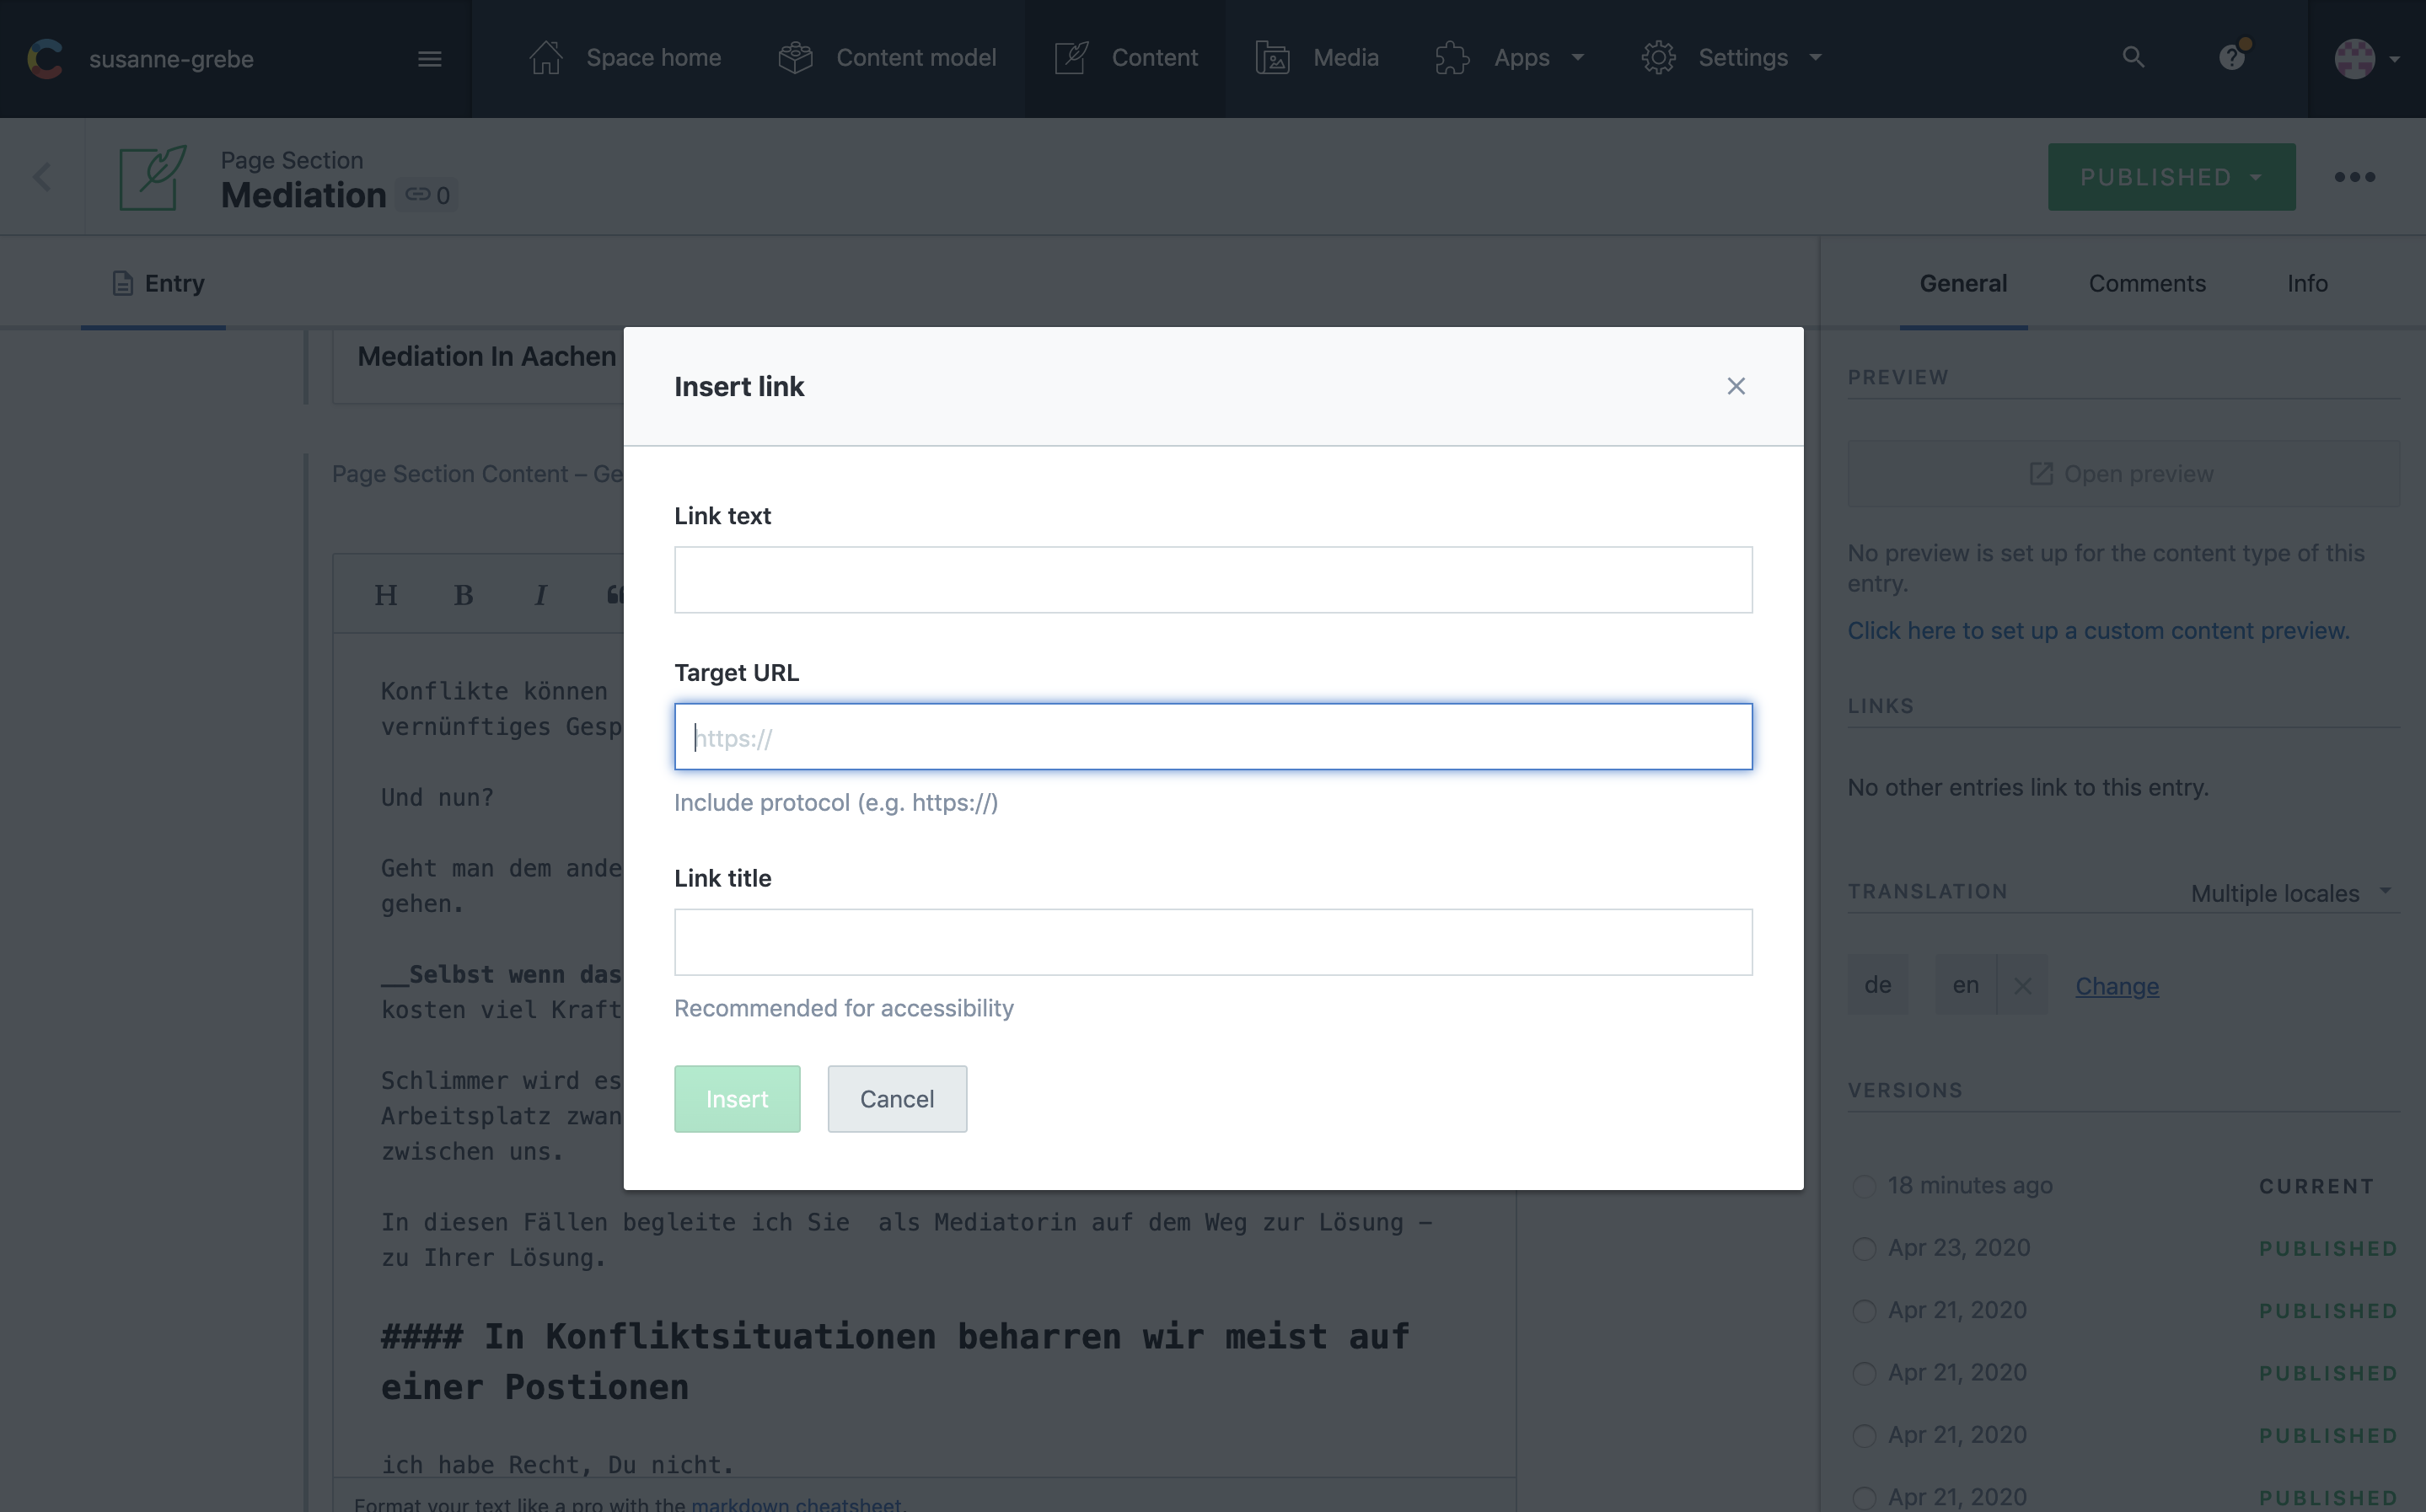 susanne-grebe
Space home
Content model
Content
Media
Apps
Settings
Page Section
Mediation 0
PUBLISHED
Entry
General
Comments
Info
Mediation In Aachen
Page Section Content – Ge
H B I
Konflikte können
vernünftiges Gesp
Und nun?
Geht man dem ande
gehen.
__Selbst wenn das
kosten viel Kraft
Schlimmer wird es
Arbeitsplatz zwan
zwischen uns.
In diesen Fällen begleite ich Sie  als Mediatorin auf dem Weg zur Lösung –
zu Ihrer Lösung.
#### In Konfliktsituationen beharren wir meist auf
einer Postionen
ich habe Recht, Du nicht.
Format your text like a pro with the markdown cheatsheet.
Insert link
Link text
Target URL
https://
Include protocol (e.g. https://)
Link title
Recommended for accessibility
Insert
Cancel
PREVIEW
Open preview
No preview is set up for the content type of this
entry.
Click here to set up a custom content preview.
LINKS
No other entries link to this entry.
TRANSLATION
Multiple locales
de
en
Change
VERSIONS
18 minutes ago CURRENT
Apr 23, 2020 PUBLISHED
Apr 21, 2020 PUBLISHED
Apr 21, 2020 PUBLISHED
Apr 21, 2020 PUBLISHED
Apr 21, 2020 PUBLISHED